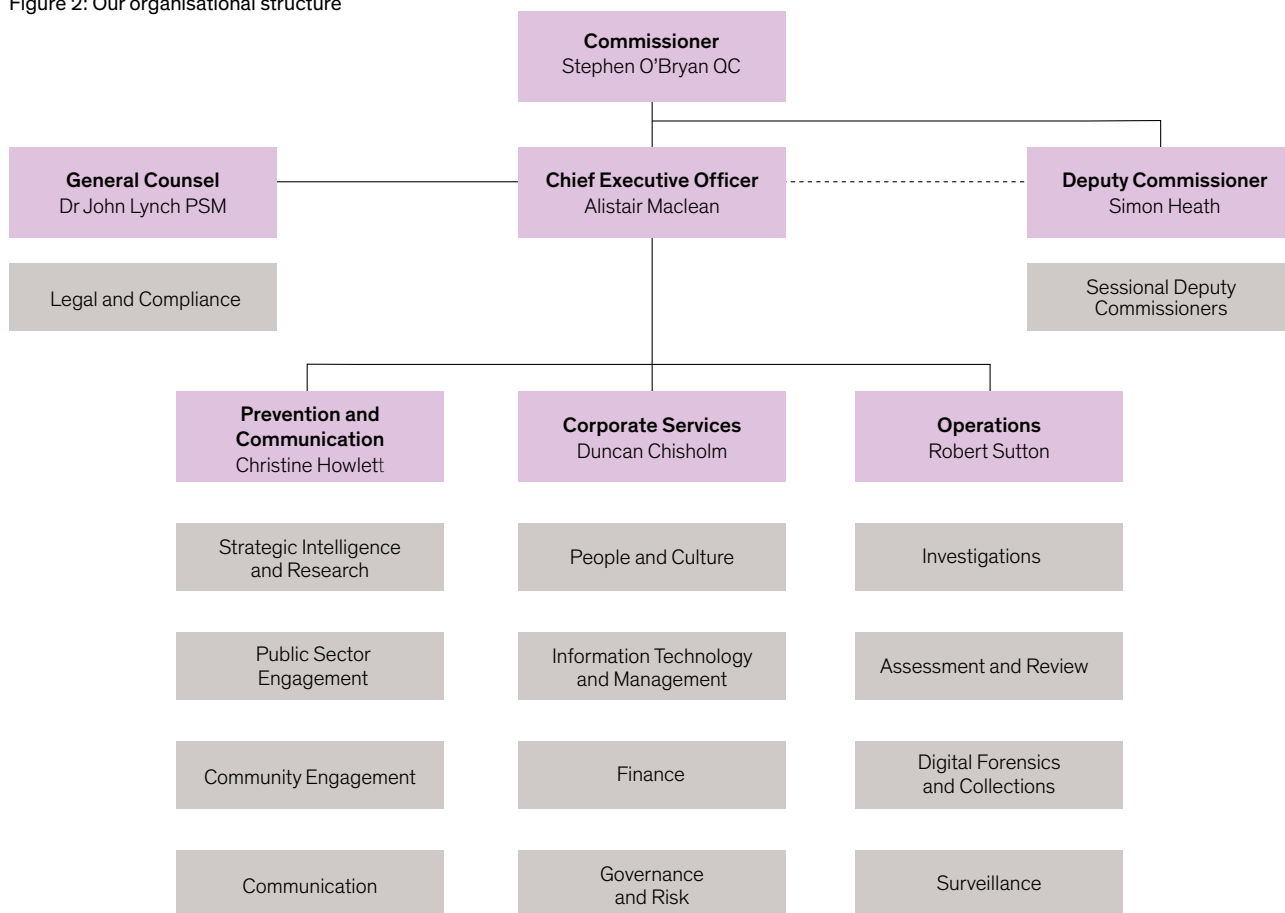 Figure 2: Our organisational structure
Commissioner
Stephen O’Bryan QC
General Counsel
Dr John Lynch PSM
Chief Executive Officer
Alistair Maclean
Deputy Commissioner
Simon Heath
Legal and Compliance
Sessional Deputy
Commissioners
Prevention and
Communication
Christine Howlett
Corporate Services
Duncan Chisholm
Operations
Robert Sutton
Strategic Intelligence
and Research
People and Culture
Investigations
Public Sector
Engagement
Information Technology
and Management
Assessment and Review
Community Engagement
Finance
Digital Forensics
and Collections
Communication
Governance
and Risk
Surveillance